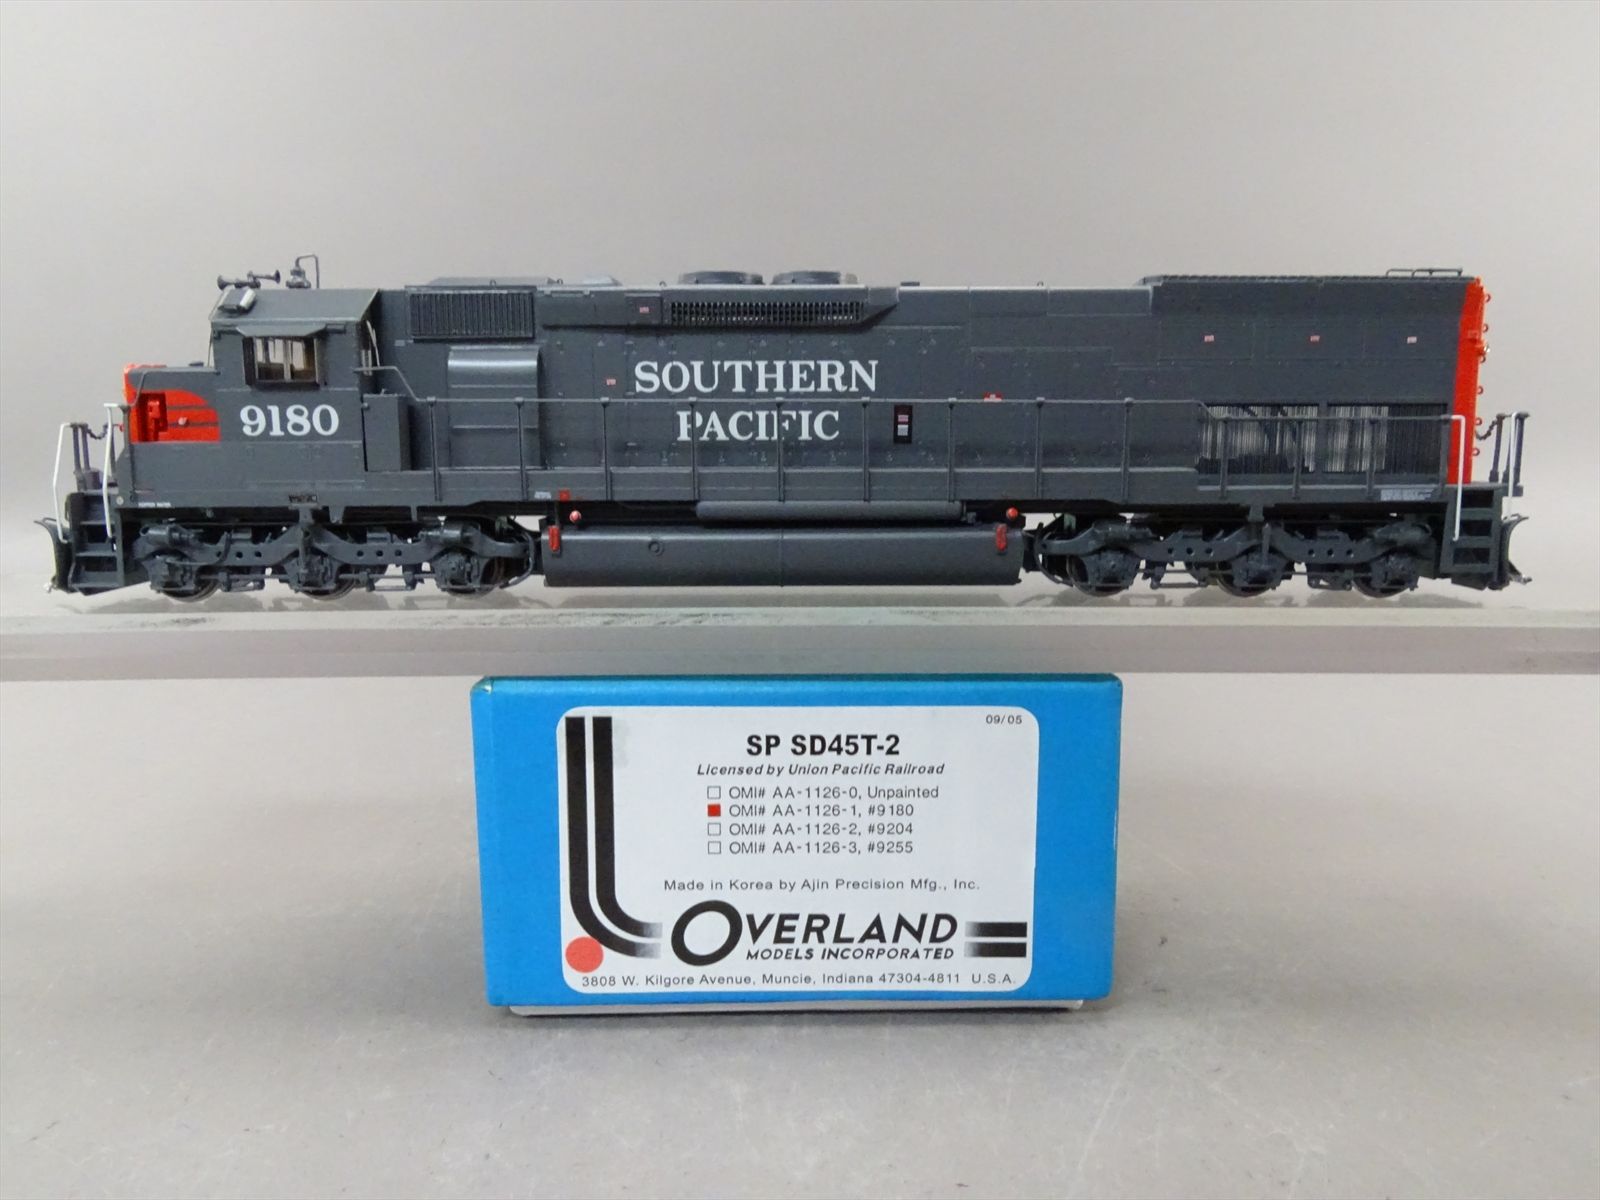 SOUTHERN
PACIFIC
9180
09/05
SP SD45T-2
Licensed by Union Pacific Railroad
OMI# AA-1126-0, Unpainted
OMI# AA-1126-1, #9180
OMI# AA-1126-2, #9204
OMI# AA-1126-3, #9255
Made in Korea by Ajin Precision Mfg., Inc.
OVERLAND
MODELS INCORPORATED
3808 W. Kilgore Avenue, Muncie, Indiana 47304-4811 U.S.A.